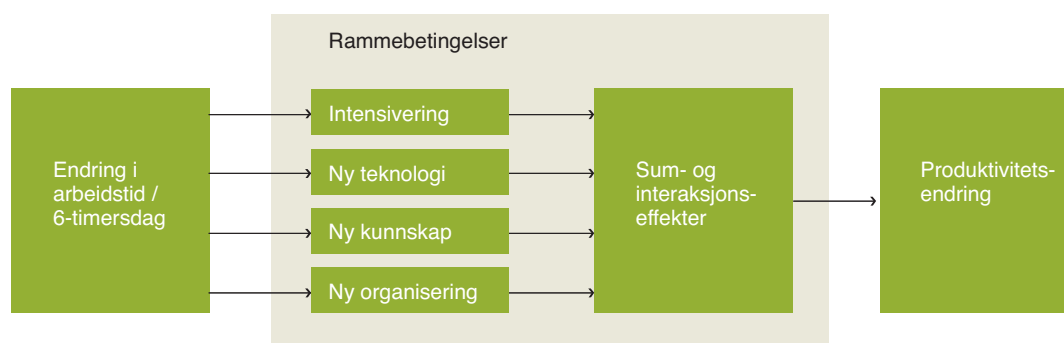 Rammebetingelser
Endring i
arbeidstid /
6-timersdag
Intensivering
Ny teknologi
Ny kunnskap
Ny organisering
Sum- og
interaksjons-
effekter
Produktivitets-
endring